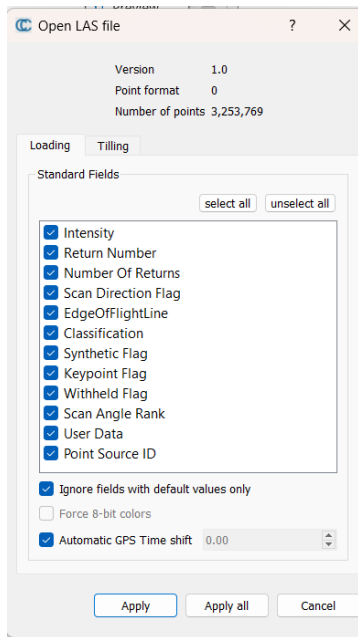 Preview
Open LAS file ? X
Version 1.0
Point format 0
Number of points 3,253,769
Loading Tilling
Standard Fields
select all unselect all
Intensity
Return Number
Number Of Returns
Scan Direction Flag
EdgeOfFlightLine
Classification
Synthetic Flag
Keypoint Flag
Withheld Flag
Scan Angle Rank
User Data
Point Source ID
Ignore fields with default values only
Force 8-bit colors
Automatic GPS Time shift 0.00
Apply Apply all Cancel